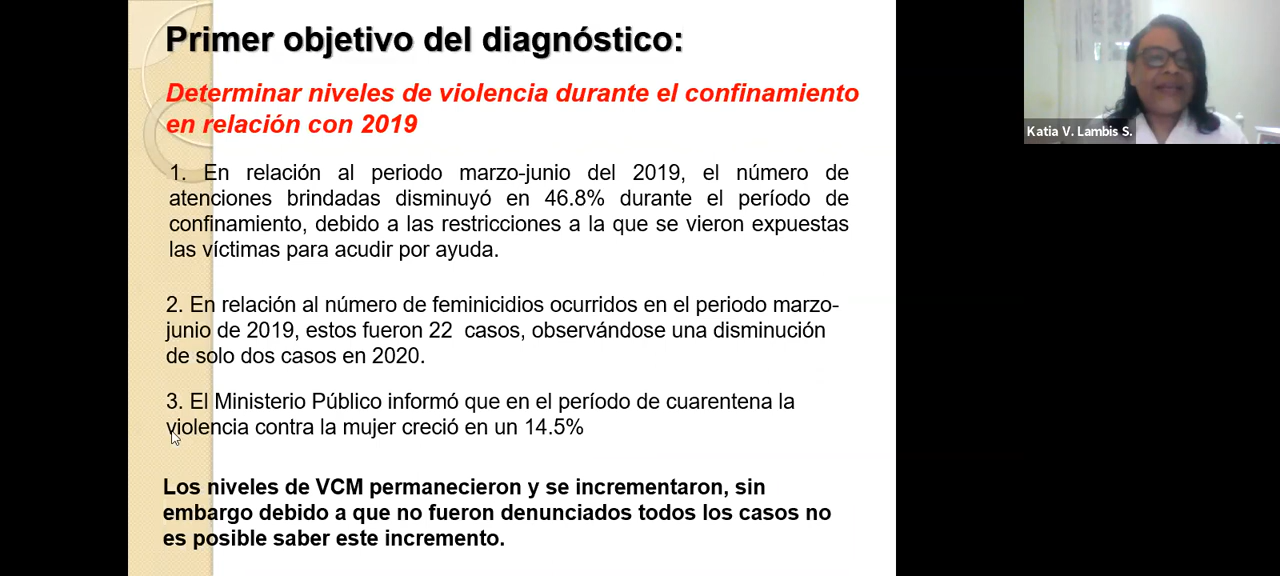 Primer objetivo del diagnóstico:
Determinar niveles de violencia durante el confinamiento
en relación con 2019
1. En relación al periodo marzo-junio del 2019, el número de
atenciones brindadas disminuyó en 46.8% durante el período de
confinamiento, debido a las restricciones a la que se vieron expuestas
las víctimas para acudir por ayuda.
2. En relación al número de feminicidios ocurridos en el periodo marzo-
junio de 2019, estos fueron 22 casos, observándose una disminución
de solo dos casos en 2020.
3. El Ministerio Público informó que en el período de cuarentena la
violencia contra la mujer creció en un 14.5%
Los niveles de VCM permanecieron y se incrementaron, sin
embargo debido a que no fueron denunciados todos los casos no
es posible saber este incremento.
Katia V. Lambis S.